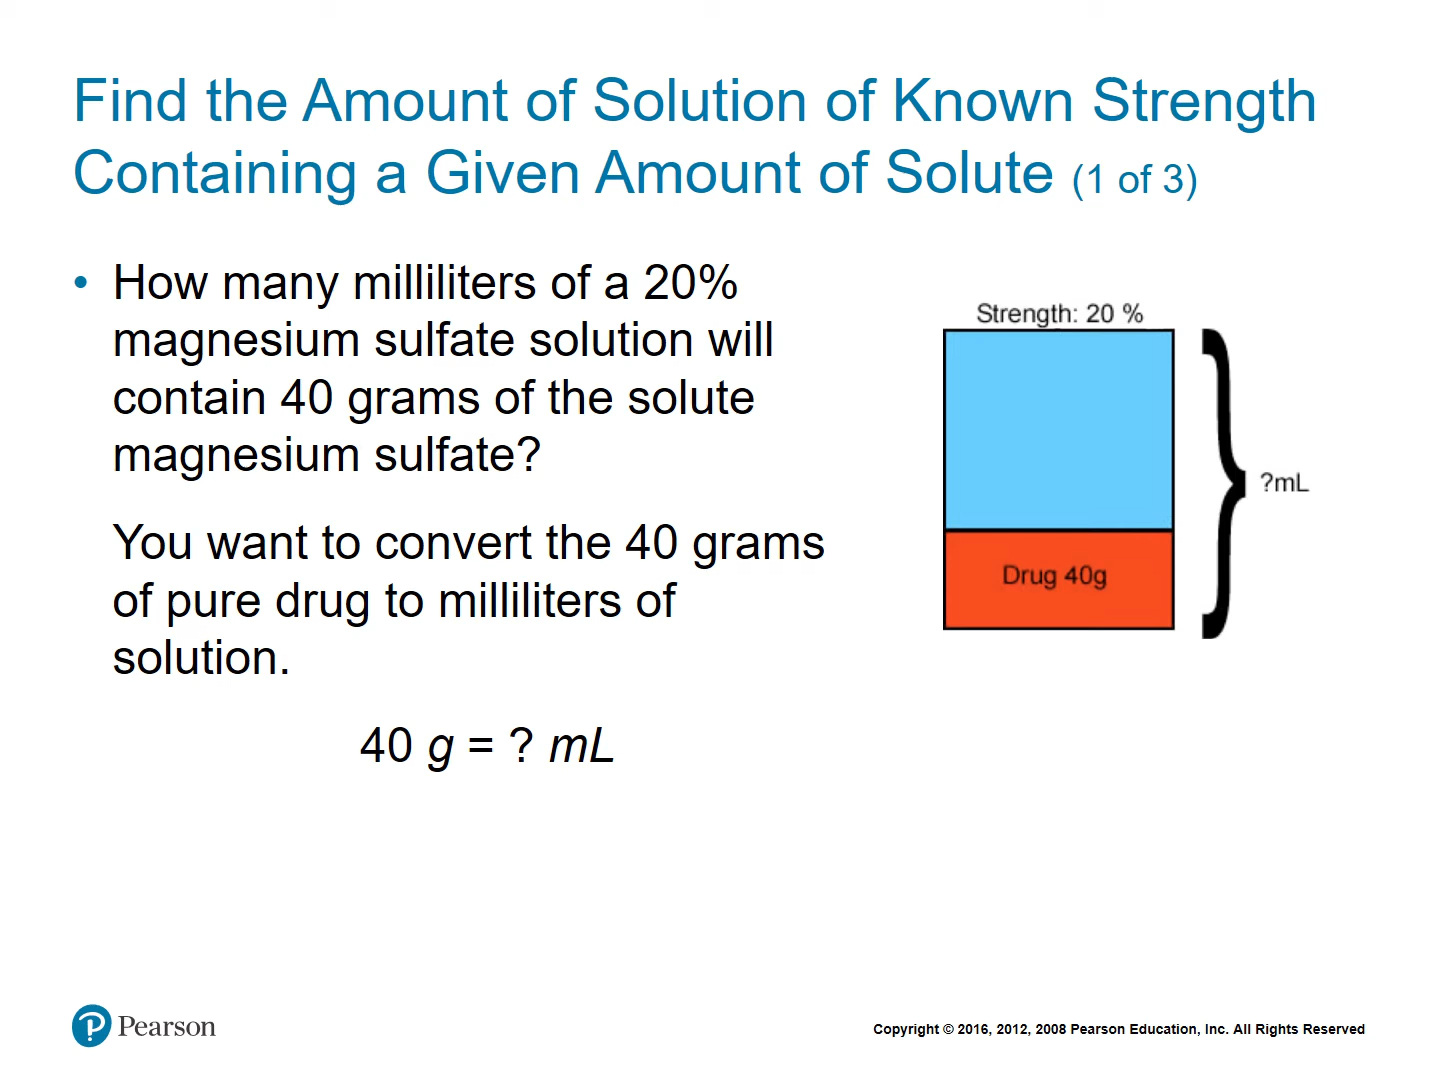 Find the Amount of Solution of Known Strength
Containing a Given Amount of Solute (1 of 3)
• How many milliliters of a 20%
magnesium sulfate solution will
contain 40 grams of the solute
magnesium sulfate?
You want to convert the 40 grams
of pure drug to milliliters of
solution.
40 g = ? mL
Strength: 20 %
Drug 40g
?mL
Pearson
Copyright © 2016, 2012, 2008 Pearson Education, Inc. All Rights Reserved